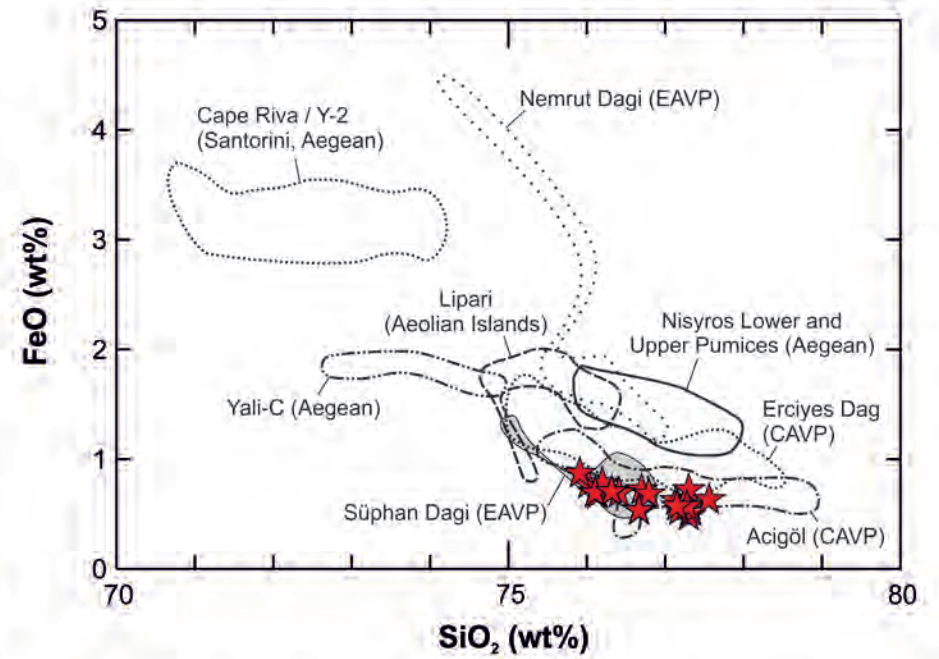 5
4
3
2
1
0
FeO (wt%)
Nemrut Dagi (EAVP)
Cape Riva / Y-2
(Santorini, Aegean)
Lipari
(Aeolian Islands)
Nisyros Lower and
Upper Pumices (Aegean)
Yali-C (Aegean)
Erciyes Dag
(CAVP)
Süphan Dagi (EAVP)
Acigöl (CAVP)
70
75
80
SiO₂ (wt%)